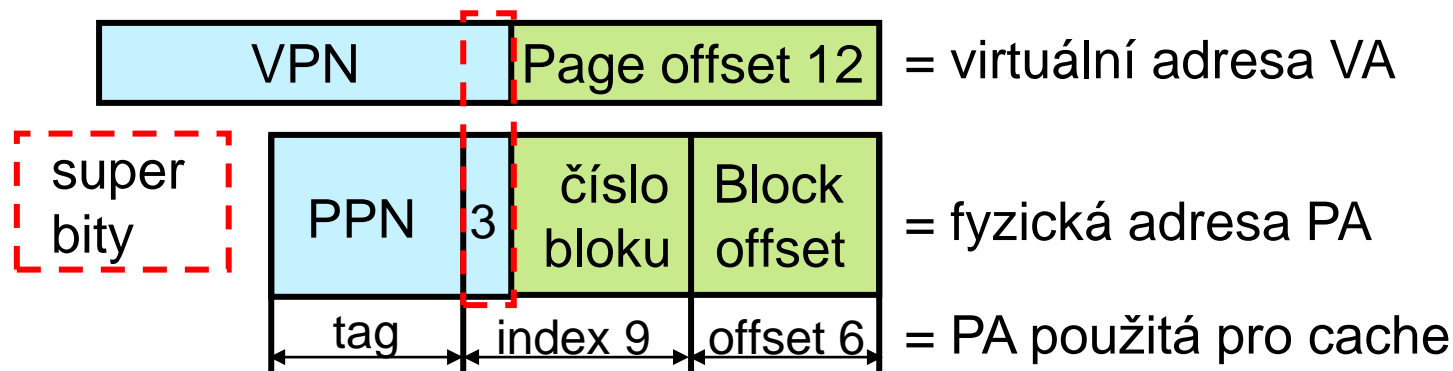 VPN Page offset 12 = virtuální adresa VA
super
bity
PPN 3 číslo
bloku Block
offset = fyzická adresa PA
tag index 9 offset 6 = PA použitá pro cache